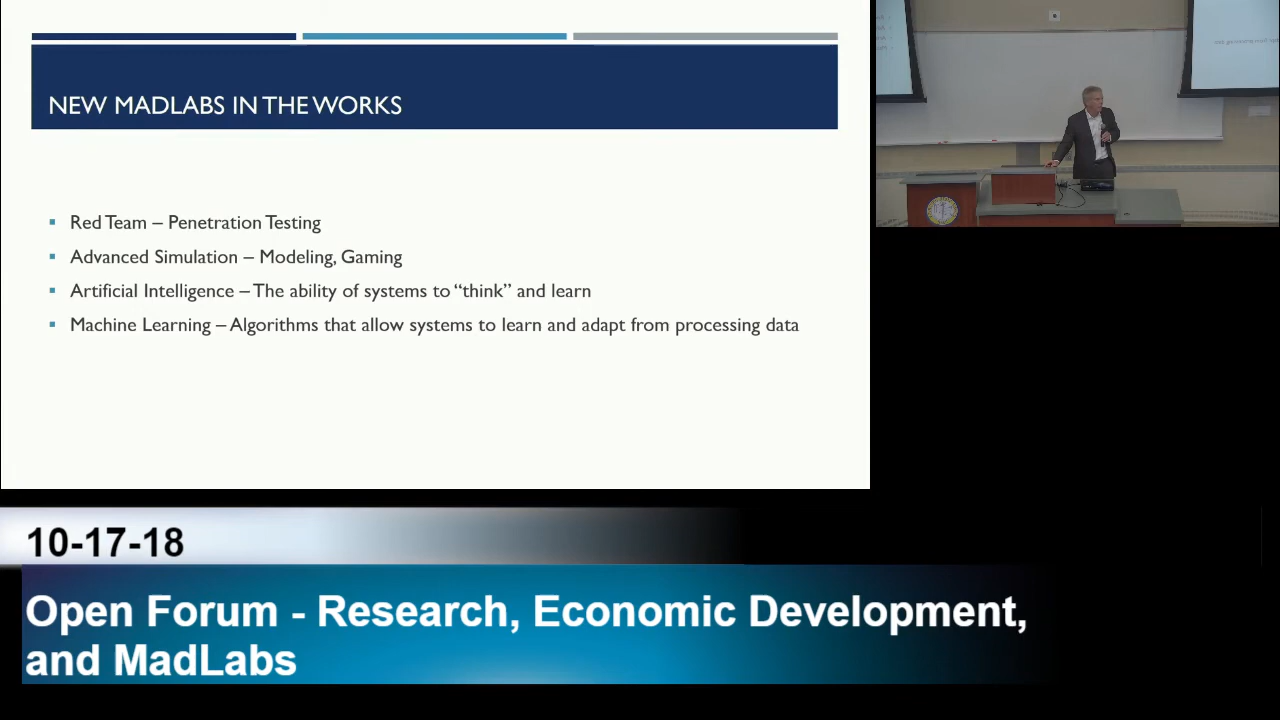 NEW MADLABS IN THE WORKS
Red Team – Penetration Testing
Advanced Simulation – Modeling, Gaming
Artificial Intelligence – The ability of systems to “think” and learn
Machine Learning – Algorithms that allow systems to learn and adapt from processing data
10-17-18
Open Forum - Research, Economic Development,
and MadLabs